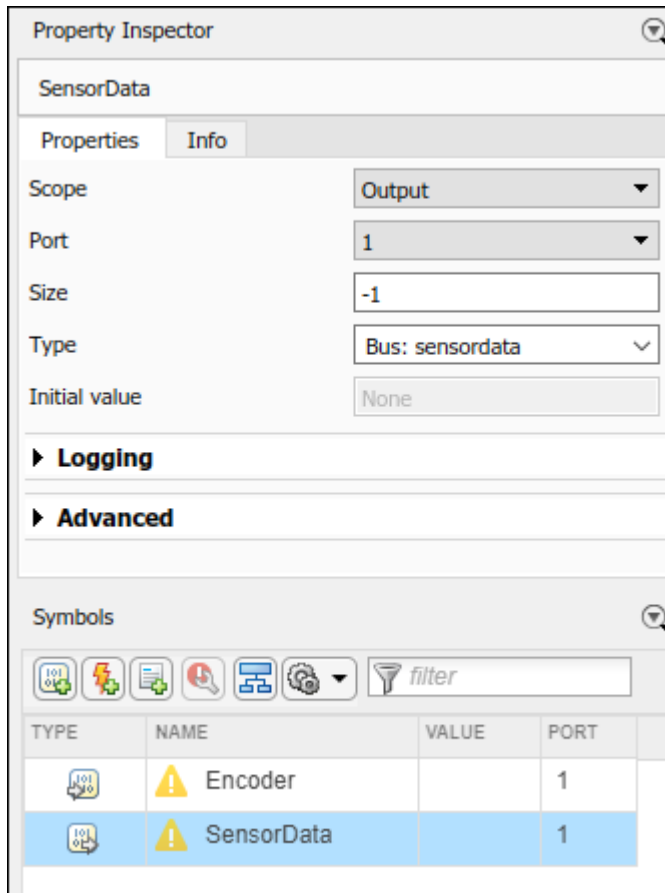 Property Inspector
SensorData
Properties Info
Scope Output
Port 1
Size -1
Type Bus: sensordata
Initial value None
Logging
Advanced
Symbols
filter
TYPE NAME VALUE PORT
Encoder 1
SensorData 1